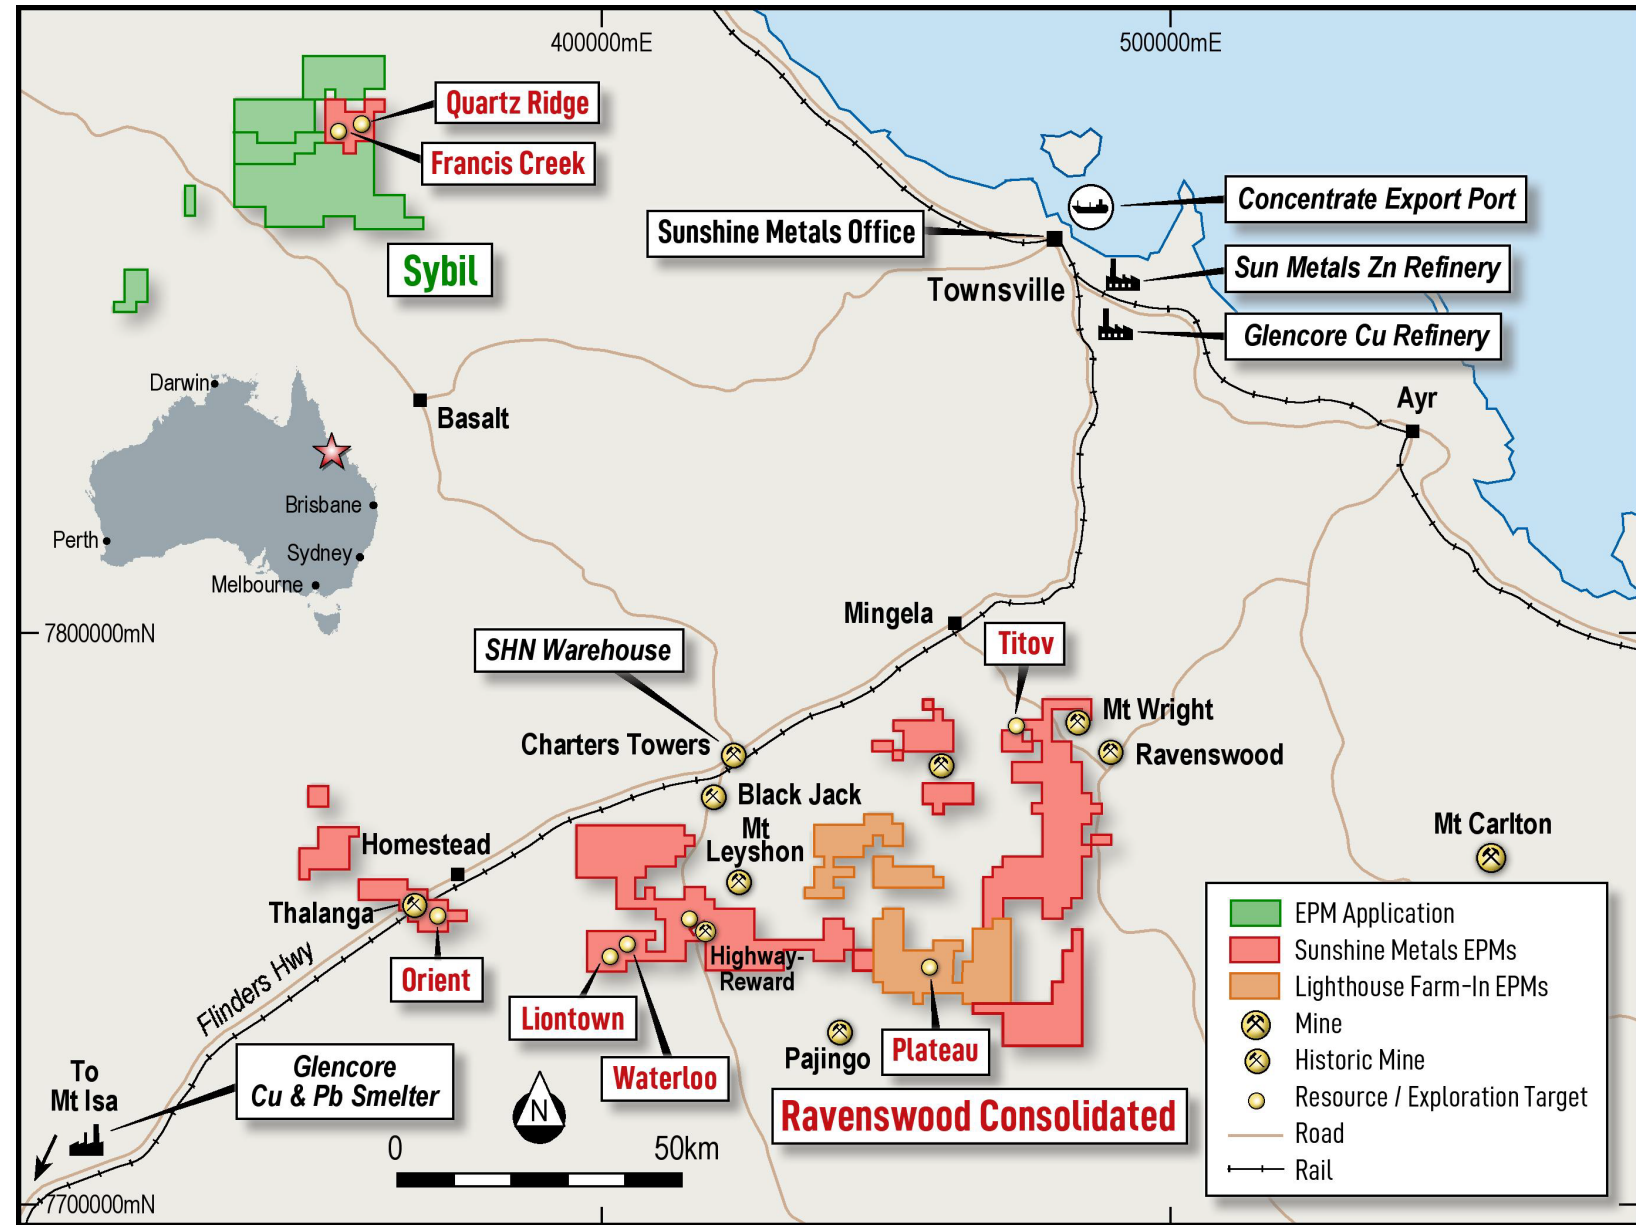 400000mE
500000mE
Quartz Ridge
Francis Creek
Concentrate Export Port
Sunshine Metals Office
Sybil
Sun Metals Zn Refinery
Townsville
Glencore Cu Refinery
Darwin
Ayr
Basalt
Brisbane
Perth
Sydney
Melbourne
7800000mN
Mingela
SHN Warehouse
Titov
Mt Wright
Charters Towers
Ravenswood
Black Jack
Mt
Leyshon
Homestead
Mt Carlton
Thalanga
Highway-
Reward
Orient
Flinders Hwy
Liontown
Waterloo
Pajingo
Plateau
To
Mt Isa
Glencore
Cu & Pb Smelter
Ravenswood Consolidated
N
0
50km
7700000mN
EPM Application
Sunshine Metals EPMs
Lighthouse Farm-In EPMs
Mine
Historic Mine
Resource / Exploration Target
Road
Rail